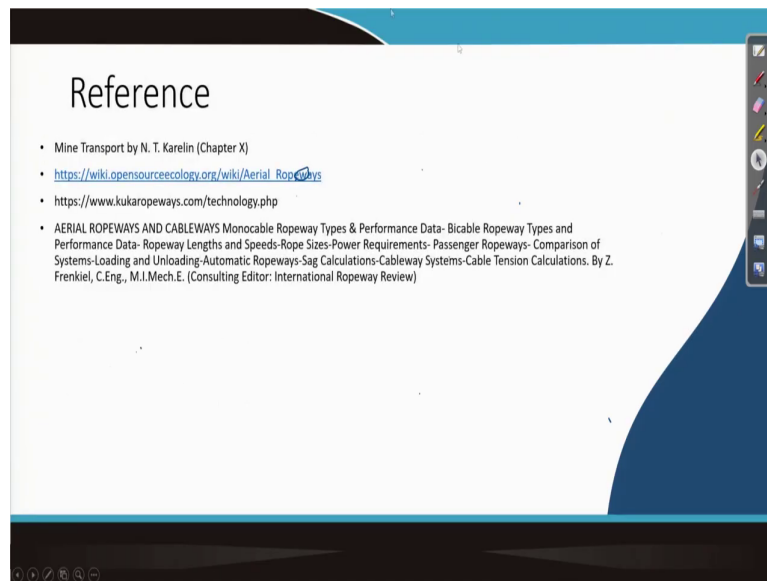 Reference
• Mine Transport by N. T. Karelin (Chapter X)
• https://wiki.opensourceecology.org/wiki/Aerial_Ropeways
• https://www.kukaropeways.com/technology.php
• AERIAL ROPEWAYS AND CABLEWAYS Monocable Ropeway Types & Performance Data- Bicable Ropeway Types and
Performance Data- Ropeway Lengths and Speeds-Rope Sizes-Power Requirements- Passenger Ropeways- Comparison of
Systems-Loading and Unloading-Automatic Ropeways-Sag Calculations-Cableway Systems-Cable Tension Calculations. By Z.
Frenkiel, C.Eng., M.I.Mech.E. (Consulting Editor: International Ropeway Review)